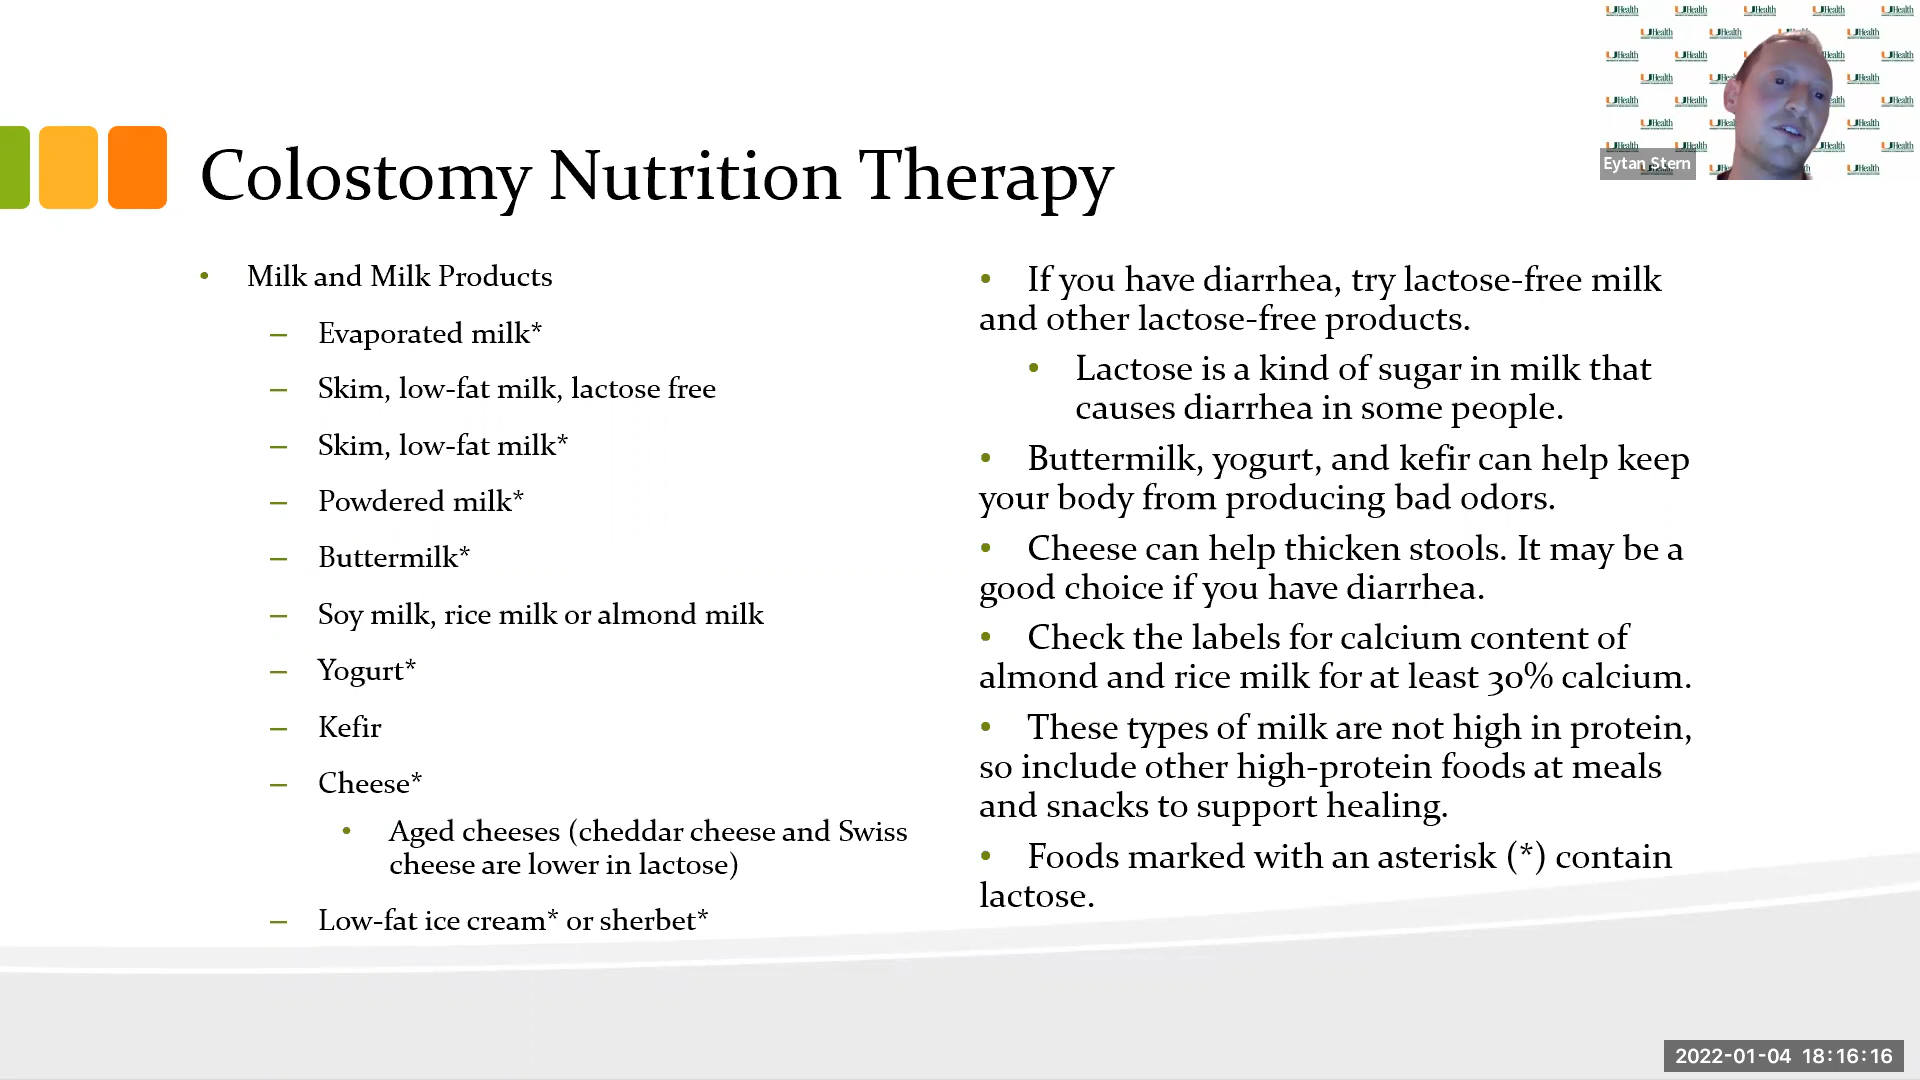 Colostomy Nutrition Therapy
• Milk and Milk Products
– Evaporated milk*
– Skim, low-fat milk, lactose free
– Skim, low-fat milk*
– Powdered milk*
– Buttermilk*
– Soy milk, rice milk or almond milk
– Yogurt*
– Kefir
– Cheese*
• Aged cheeses (cheddar cheese and Swiss
cheese are lower in lactose)
– Low-fat ice cream* or sherbet*
• If you have diarrhea, try lactose-free milk
and other lactose-free products.
• Lactose is a kind of sugar in milk that
causes diarrhea in some people.
• Buttermilk, yogurt, and kefir can help keep
your body from producing bad odors.
• Cheese can help thicken stools. It may be a
good choice if you have diarrhea.
• Check the labels for calcium content of
almond and rice milk for at least 30% calcium.
• These types of milk are not high in protein,
so include other high-protein foods at meals
and snacks to support healing.
• Foods marked with an asterisk (*) contain
lactose.
UHealth
Eytan Stern
2022-01-04 18:16:16